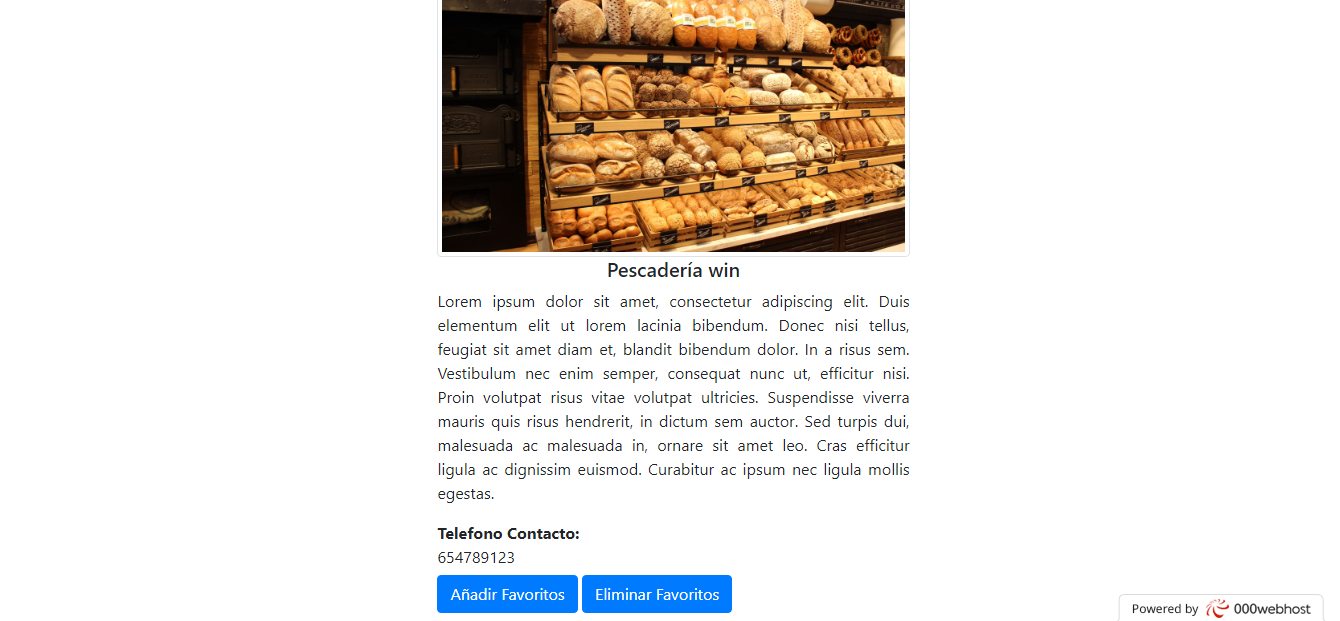 Pescadería win
Lorem ipsum dolor sit amet, consectetur adipiscing elit. Duis
elementum elit ut lorem lacinia bibendum. Donec nisi tellus,
feugiat sit amet diam et, blandit bibendum dolor. In a risus sem.
Vestibulum nec enim semper, consequat nunc ut, efficitur nisi.
Proin volutpat risus vitae volutpat ultricies. Suspendisse viverra
mauris quis risus hendrerit, in dictum sem auctor. Sed turpis dui,
malesuada ac malesuada in, ornare sit amet leo. Cras efficitur
ligula ac dignissim euismod. Curabitur ac ipsum nec ligula mollis
egestas.
Telefono Contacto:
654789123
Añadir Favoritos Eliminar Favoritos
Powered by 000webhost